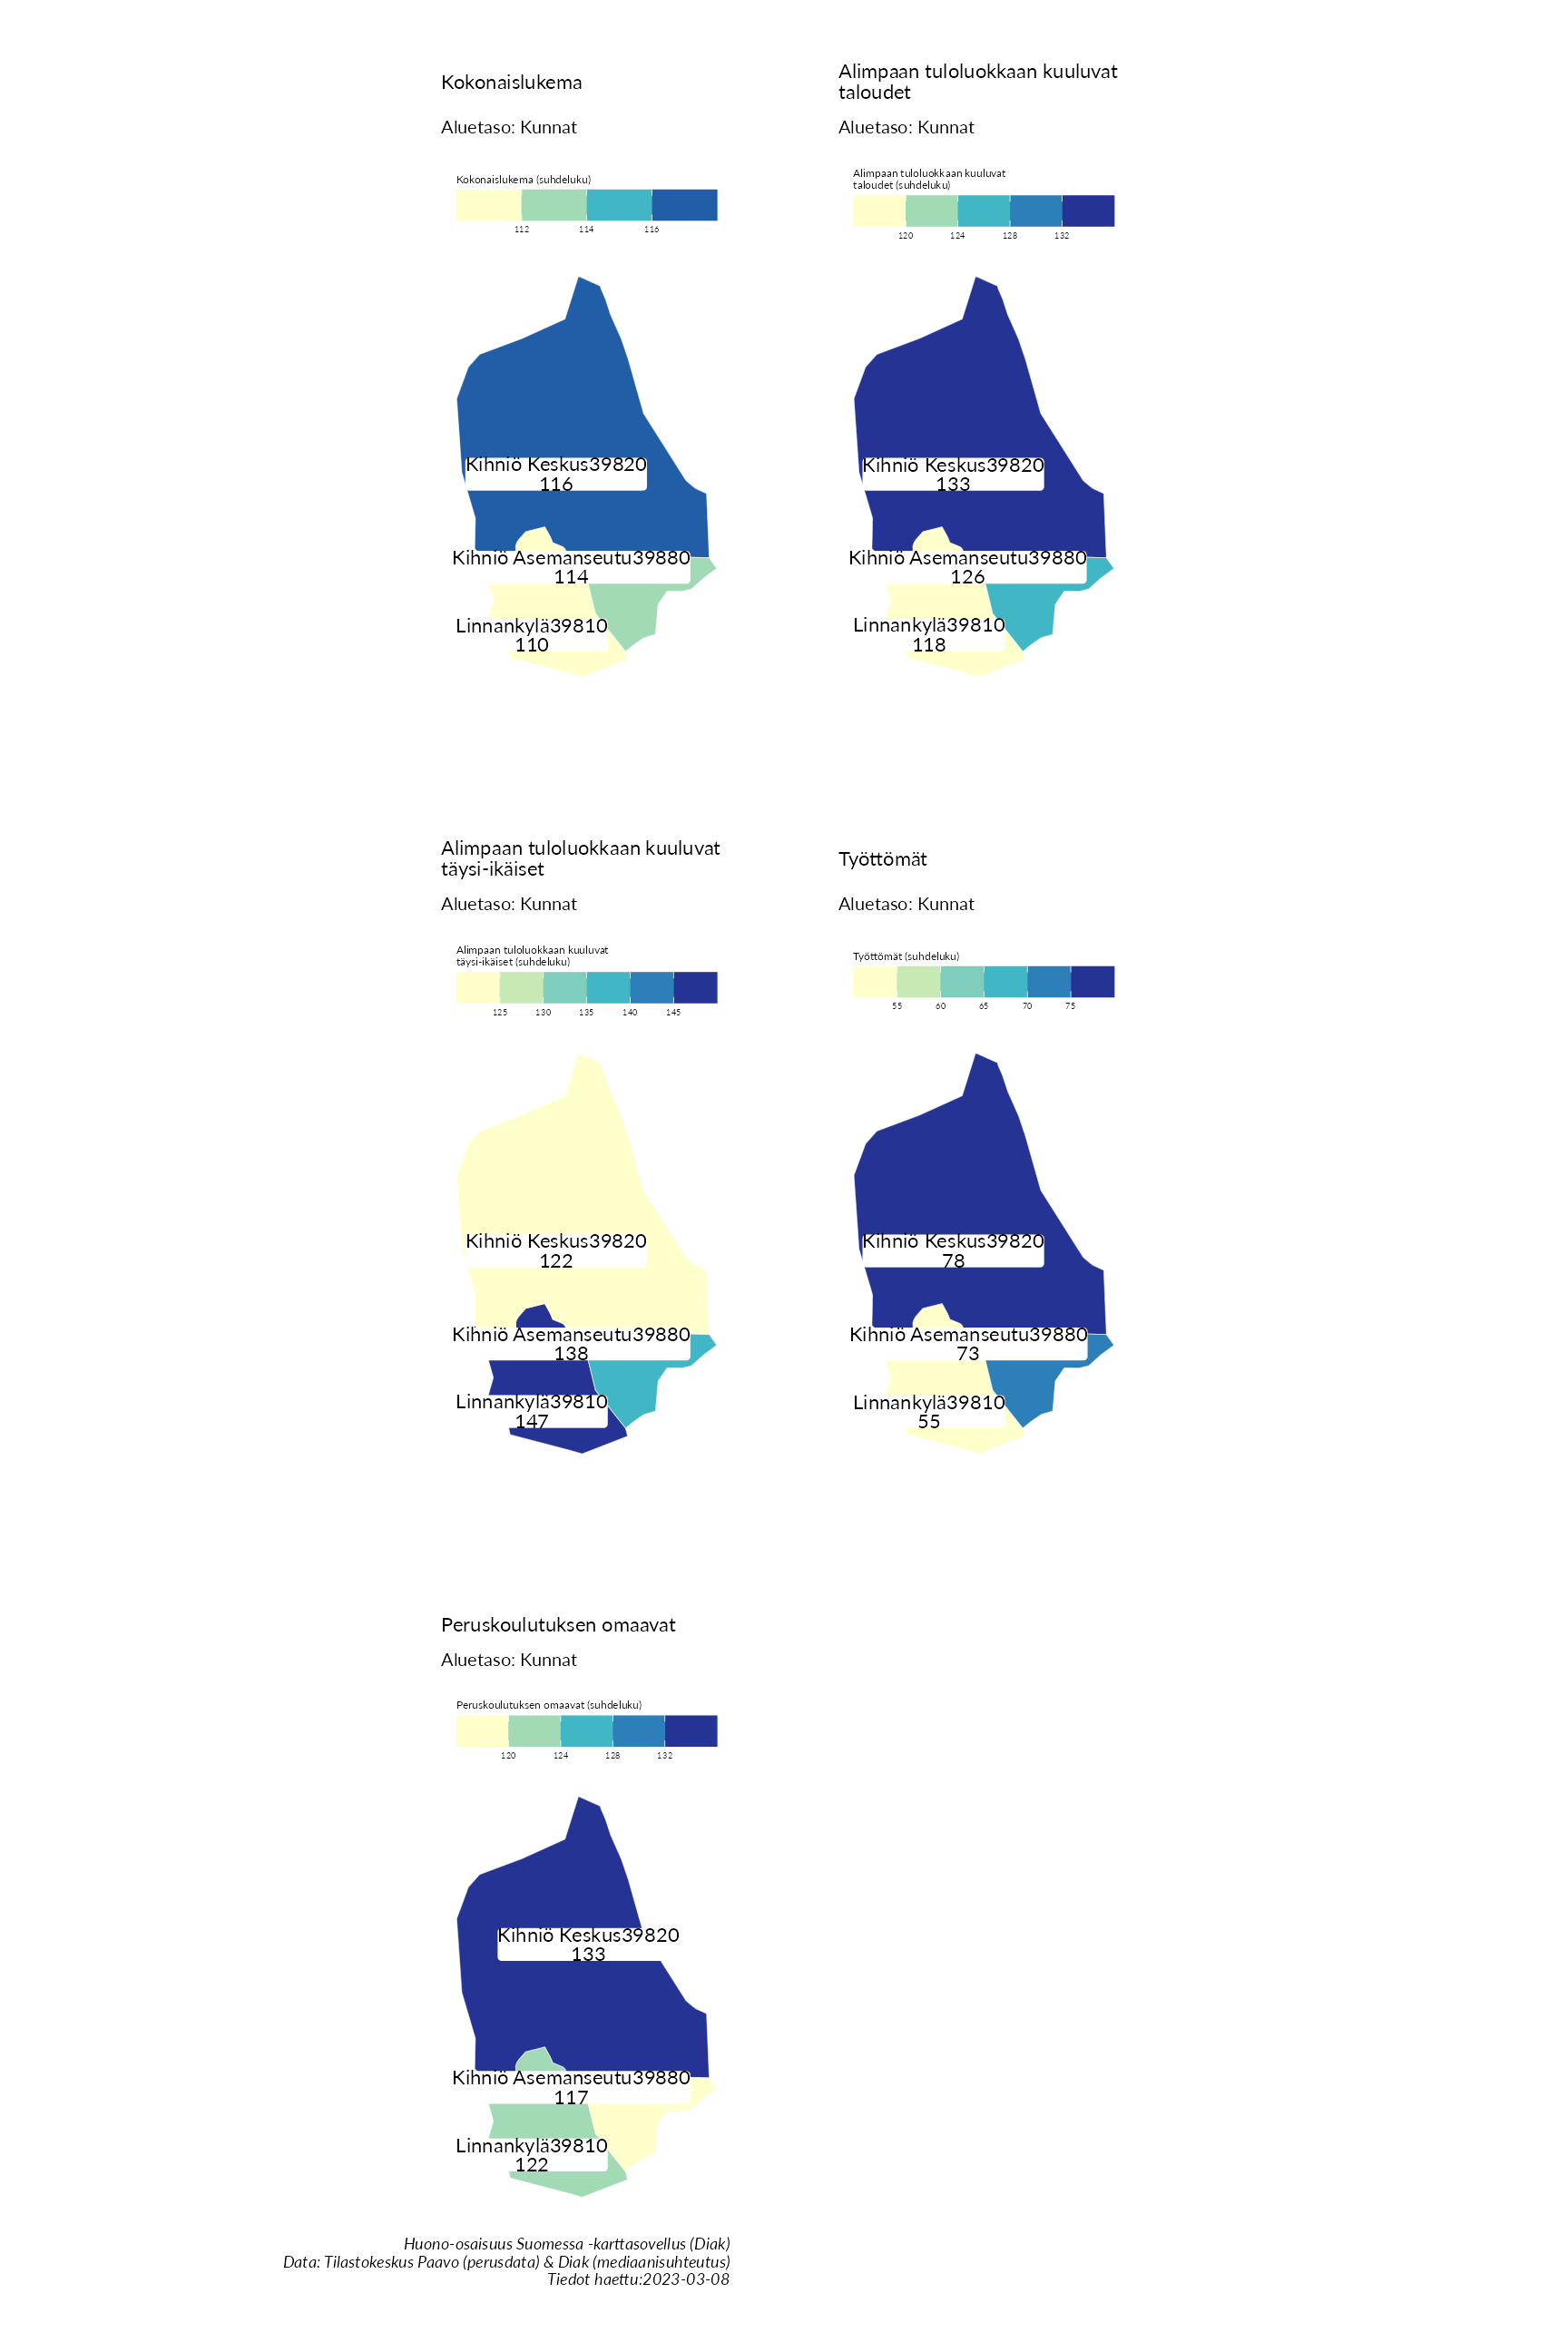 Kokonaislukema
Aluetaso: Kunnat
Kokonaislukema (suhdeluku)
112 114 116
Kihniö Keskus39820
116
Kihniö Asemanseutu39880
114
Linnankylä39810
110
Alimpaan tuloluokkaan kuuluvat
taloudet
Aluetaso: Kunnat
Alimpaan tuloluokkaan kuuluvat
taloudet (suhdeluku)
120 124 128 132
Kihniö Keskus39820
133
Kihniö Asemanseutu39880
126
Linnankylä39810
118
Alimpaan tuloluokkaan kuuluvat
täysi-ikäiset
Aluetaso: Kunnat
Alimpaan tuloluokkaan kuuluvat
täysi-ikäiset (suhdeluku)
125 130 135 140 145
Kihniö Keskus39820
122
Kihniö Asemanseutu39880
138
Linnankylä39810
147
Työttömät
Aluetaso: Kunnat
Työttömät (suhdeluku)
55 60 65 70 75
Kihniö Keskus39820
78
Kihniö Asemanseutu39880
73
Linnankylä39810
55
Peruskoulutuksen omaavat
Aluetaso: Kunnat
Peruskoulutuksen omaavat (suhdeluku)
120 124 128 132
Kihniö Keskus39820
133
Kihniö Asemanseutu39880
117
Linnankylä39810
122
Huono-osaisuus Suomessa -karttasovellus (Diak)
Data: Tilastokeskus Paavo (perusdata) & Diak (mediaanisuhteutus)
Tiedot haettu:2023-03-08